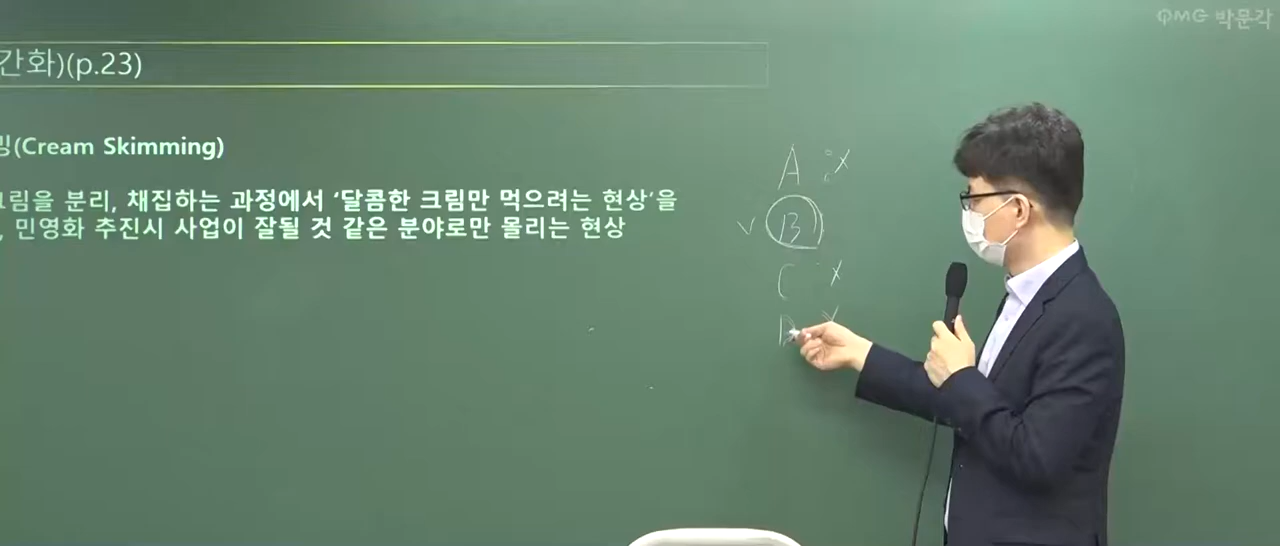 PMG 박문각
간화)(p.23)
밍(Cream Skimming)
크림을 분리, 채집하는 과정에서 '달콤한 크림만 먹으려는 현상'을
, 민영화 추진시 사업이 잘될 것 같은 분야로만 몰리는 현상
A : X
V B
C X
D X